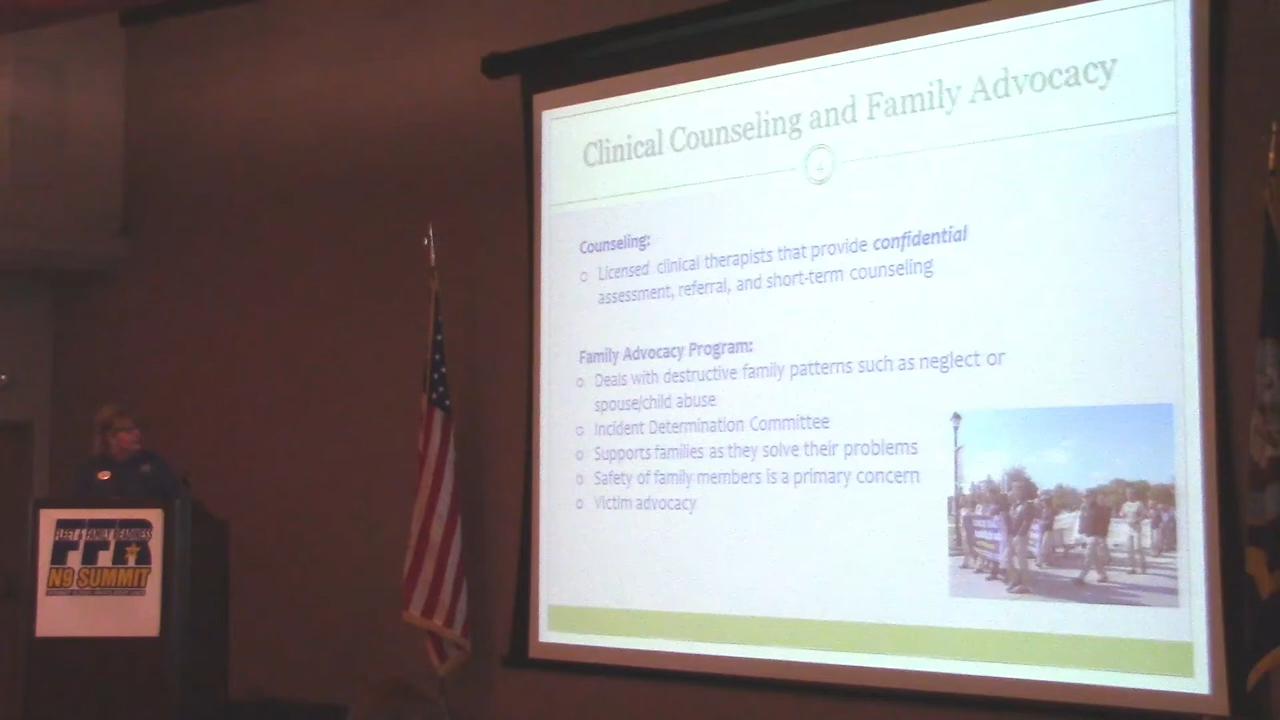 Clinical Counseling and Family Advocacy
4
Counseling:
Licensed clinical therapists that provide confidential
assessment, referral, and short-term counseling
Family Advocacy Program:
Deals with destructive family patterns such as neglect or
spouse/child abuse
Incident Determination Committee
Supports families as they solve their problems
Safety of family members is a primary concern
Victim advocacy
FLEET & FAMILY READINESS
FFR
N9 SUMMIT